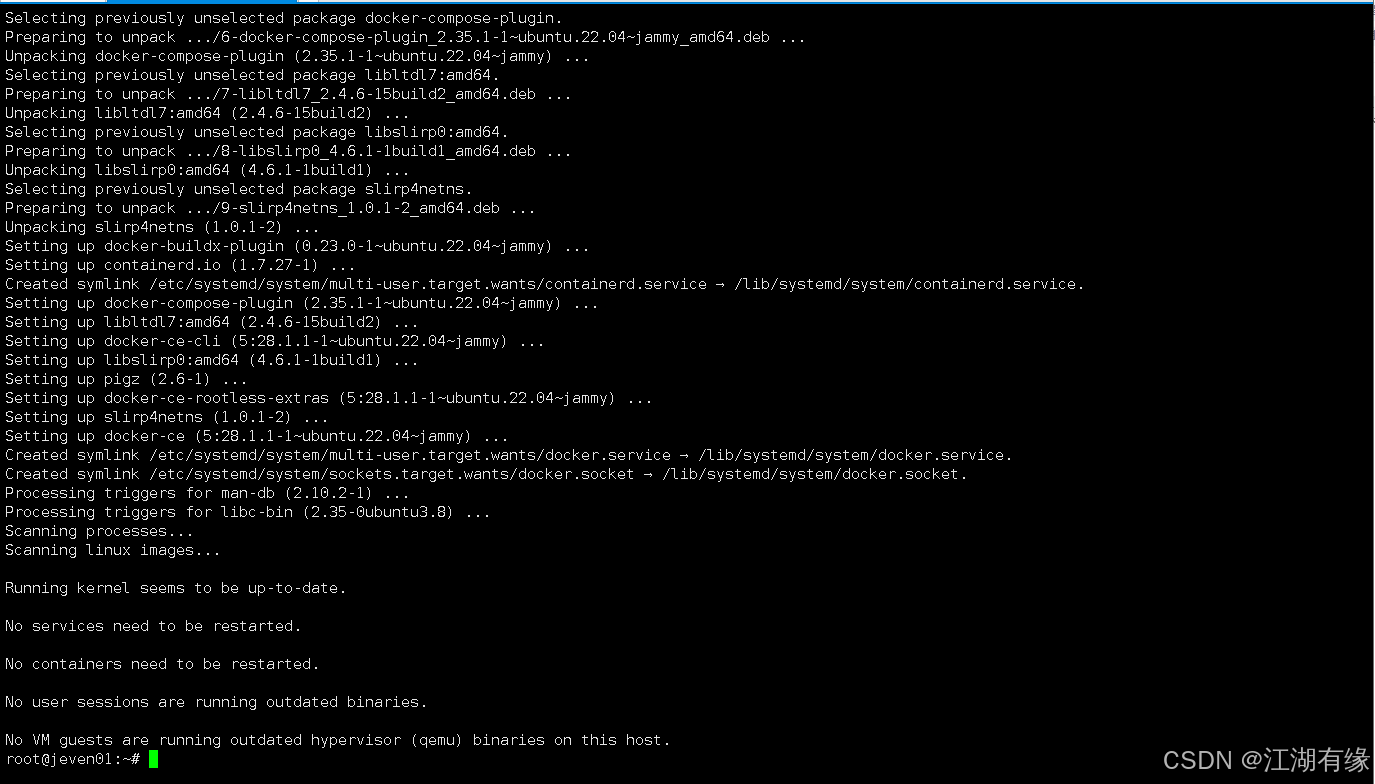 Selecting previously unselected package docker-compose-plugin.
Preparing to unpack .../6-docker-compose-plugin_2.35.1-1~ubuntu.22.04~jammy_amd64.deb ...
Unpacking docker-compose-plugin (2.35.1-1~ubuntu.22.04~jammy) ...
Selecting previously unselected package libltdl7:amd64.
Preparing to unpack .../7-libltdl7_2.4.6-15build2_amd64.deb ...
Unpacking libltdl7:amd64 (2.4.6-15build2) ...
Selecting previously unselected package libslirp0:amd64.
Preparing to unpack .../8-libslirp0_4.6.1-1build1_amd64.deb ...
Unpacking libslirp0:amd64 (4.6.1-1build1) ...
Selecting previously unselected package slirp4netns.
Preparing to unpack .../9-slirp4netns_1.0.1-2_amd64.deb ...
Unpacking slirp4netns (1.0.1-2) ...
Setting up docker-buildx-plugin (0.23.0-1~ubuntu.22.04~jammy) ...
Setting up containerd.io (1.7.27-1) ...
Created symlink /etc/systemd/system/multi-user.target.wants/containerd.service → /lib/systemd/system/containerd.service.
Setting up docker-compose-plugin (2.35.1-1~ubuntu.22.04~jammy) ...
Setting up libltdl7:amd64 (2.4.6-15build2) ...
Setting up docker-ce-cli (5:28.1.1-1~ubuntu.22.04~jammy) ...
Setting up libslirp0:amd64 (4.6.1-1build1) ...
Setting up pigz (2.6-1) ...
Setting up docker-ce-rootless-extras (5:28.1.1-1~ubuntu.22.04~jammy) ...
Setting up slirp4netns (1.0.1-2) ...
Setting up docker-ce (5:28.1.1-1~ubuntu.22.04~jammy) ...
Created symlink /etc/systemd/system/multi-user.target.wants/docker.service → /lib/systemd/system/docker.service.
Created symlink /etc/systemd/system/sockets.target.wants/docker.socket → /lib/systemd/system/docker.socket.
Processing triggers for man-db (2.10.2-1) ...
Processing triggers for libc-bin (2.35-0ubuntu3.8) ...
Scanning processes...
Scanning linux images...
Running kernel seems to be up-to-date.
No services need to be restarted.
No containers need to be restarted.
No user sessions are running outdated binaries.
No VM guests are running outdated hypervisor (qemu) binaries on this host.
root@jeven01:~#
CSDN @江湖有缘